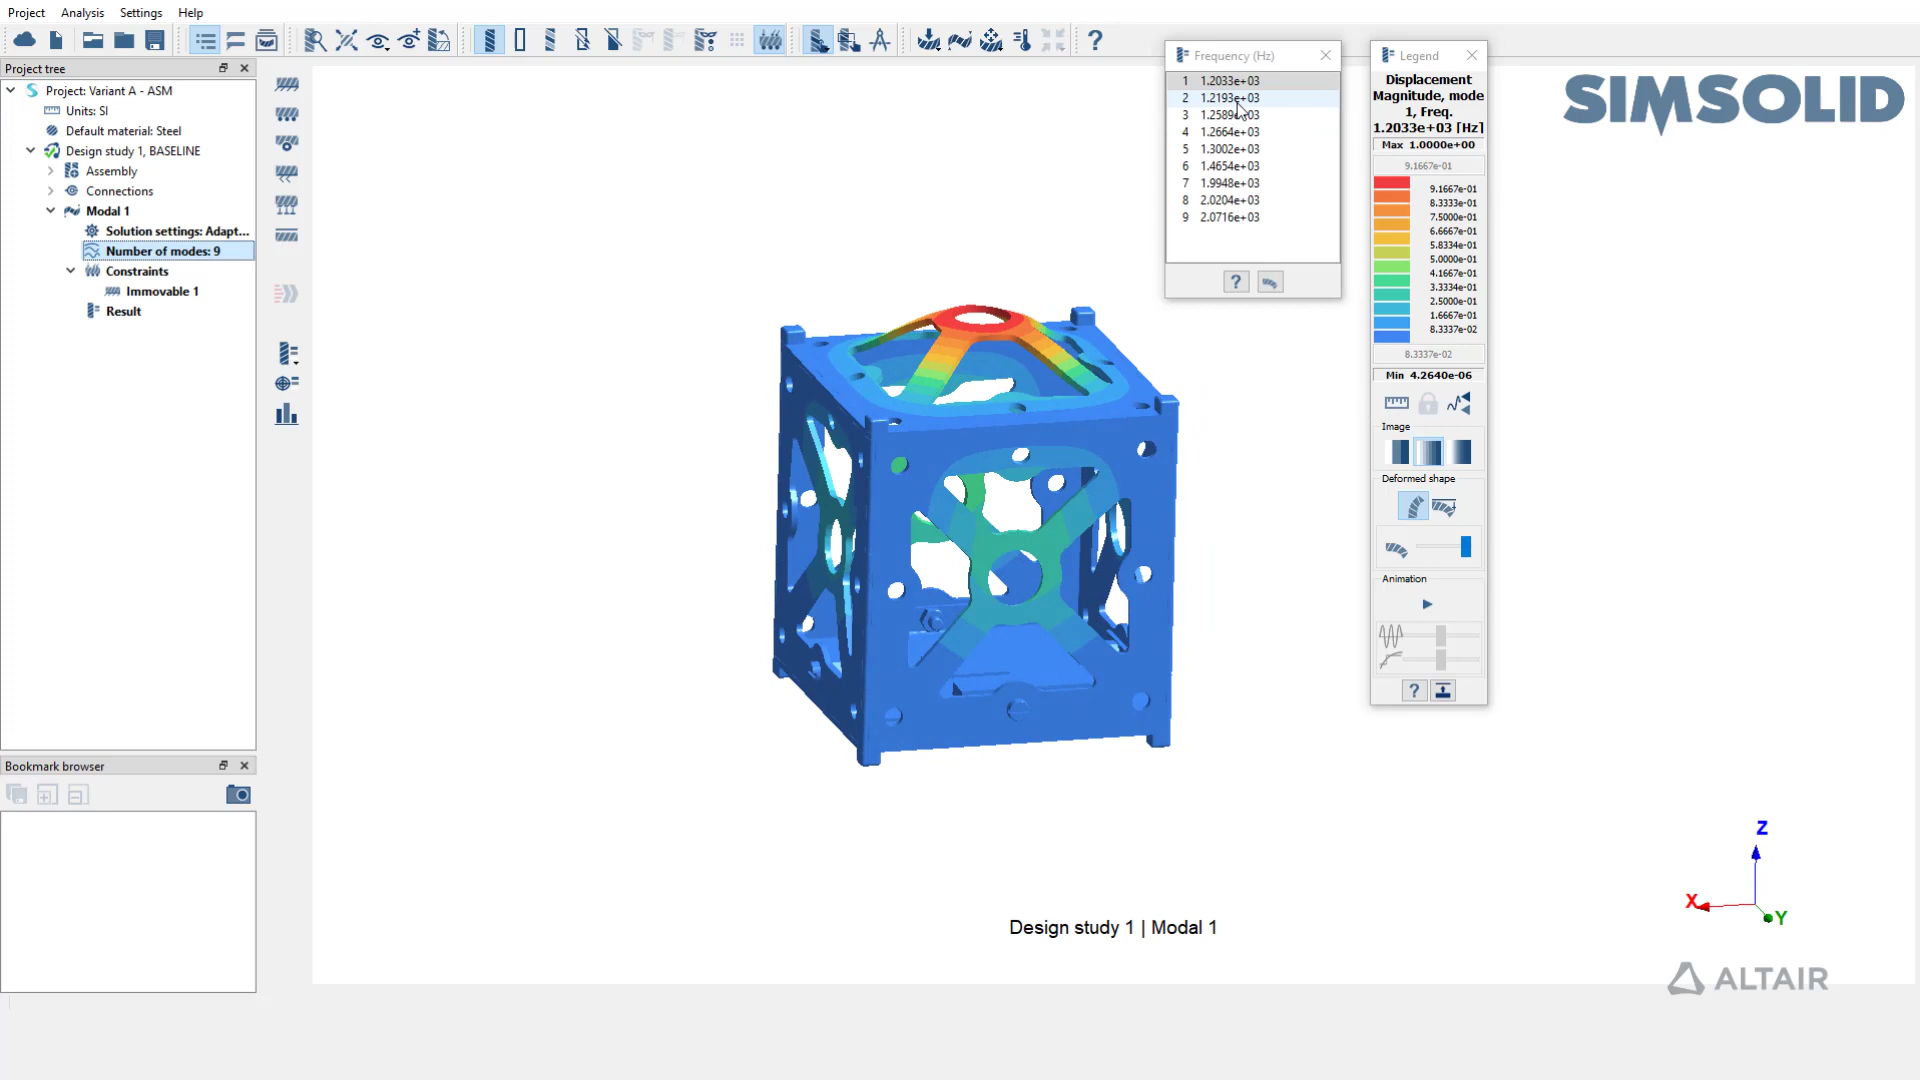 Project Analysis Settings Help
Project tree
Project: Variant A - ASM
Units: SI
Default material: Steel
Design study 1, BASELINE
Assembly
Connections
Modal 1
Solution settings: Adapt...
Number of modes: 9
Constraints
Immovable 1
Result
Bookmark browser
Frequency (Hz)
1 1.2033e+03
2 1.2193e+03
3 1.2589e+03
4 1.2664e+03
5 1.3002e+03
6 1.4654e+03
7 1.9948e+03
8 2.0204e+03
9 2.0716e+03
?
Legend
Displacement
Magnitude, mode
1, Freq.
1.2033e+03 [Hz]
Max 1.0000e+00
9.1667e-01
9.1667e-01
8.3333e-01
7.5000e-01
6.6667e-01
5.8334e-01
5.0000e-01
4.1667e-01
3.3334e-01
2.5000e-01
1.6667e-01
8.3337e-02
8.3337e-02
Min 4.2640e-06
Image
Deformed shape
Animation
?
SIMSOLID
Z
X
Y
Design study 1 | Modal 1
ALTAIR